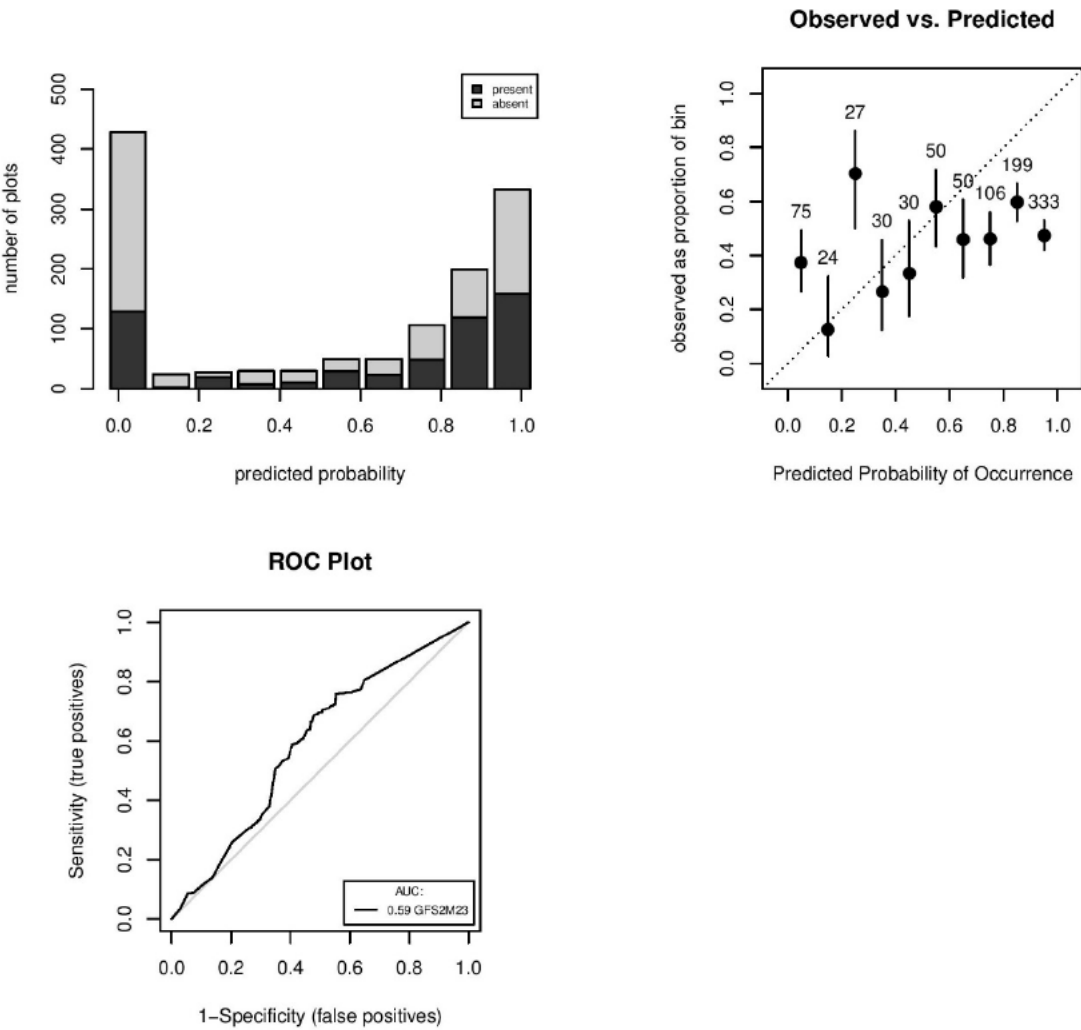 Observed vs. Predicted
number of plots
0 100 200 300 400 500
present
absent
0.0 0.2 0.4 0.6 0.8 1.0
predicted probability
observed as proportion of bin
0.0 0.2 0.4 0.6 0.8 1.0
75
24
27
30
30
50
50
106
199
333
0.0 0.2 0.4 0.6 0.8 1.0
Predicted Probability of Occurrence
ROC Plot
Sensitivity (true positives)
0.0 0.2 0.4 0.6 0.8 1.0
AUC:
0.59 GFS2M23
0.0 0.2 0.4 0.6 0.8 1.0
1−Specificity (false positives)